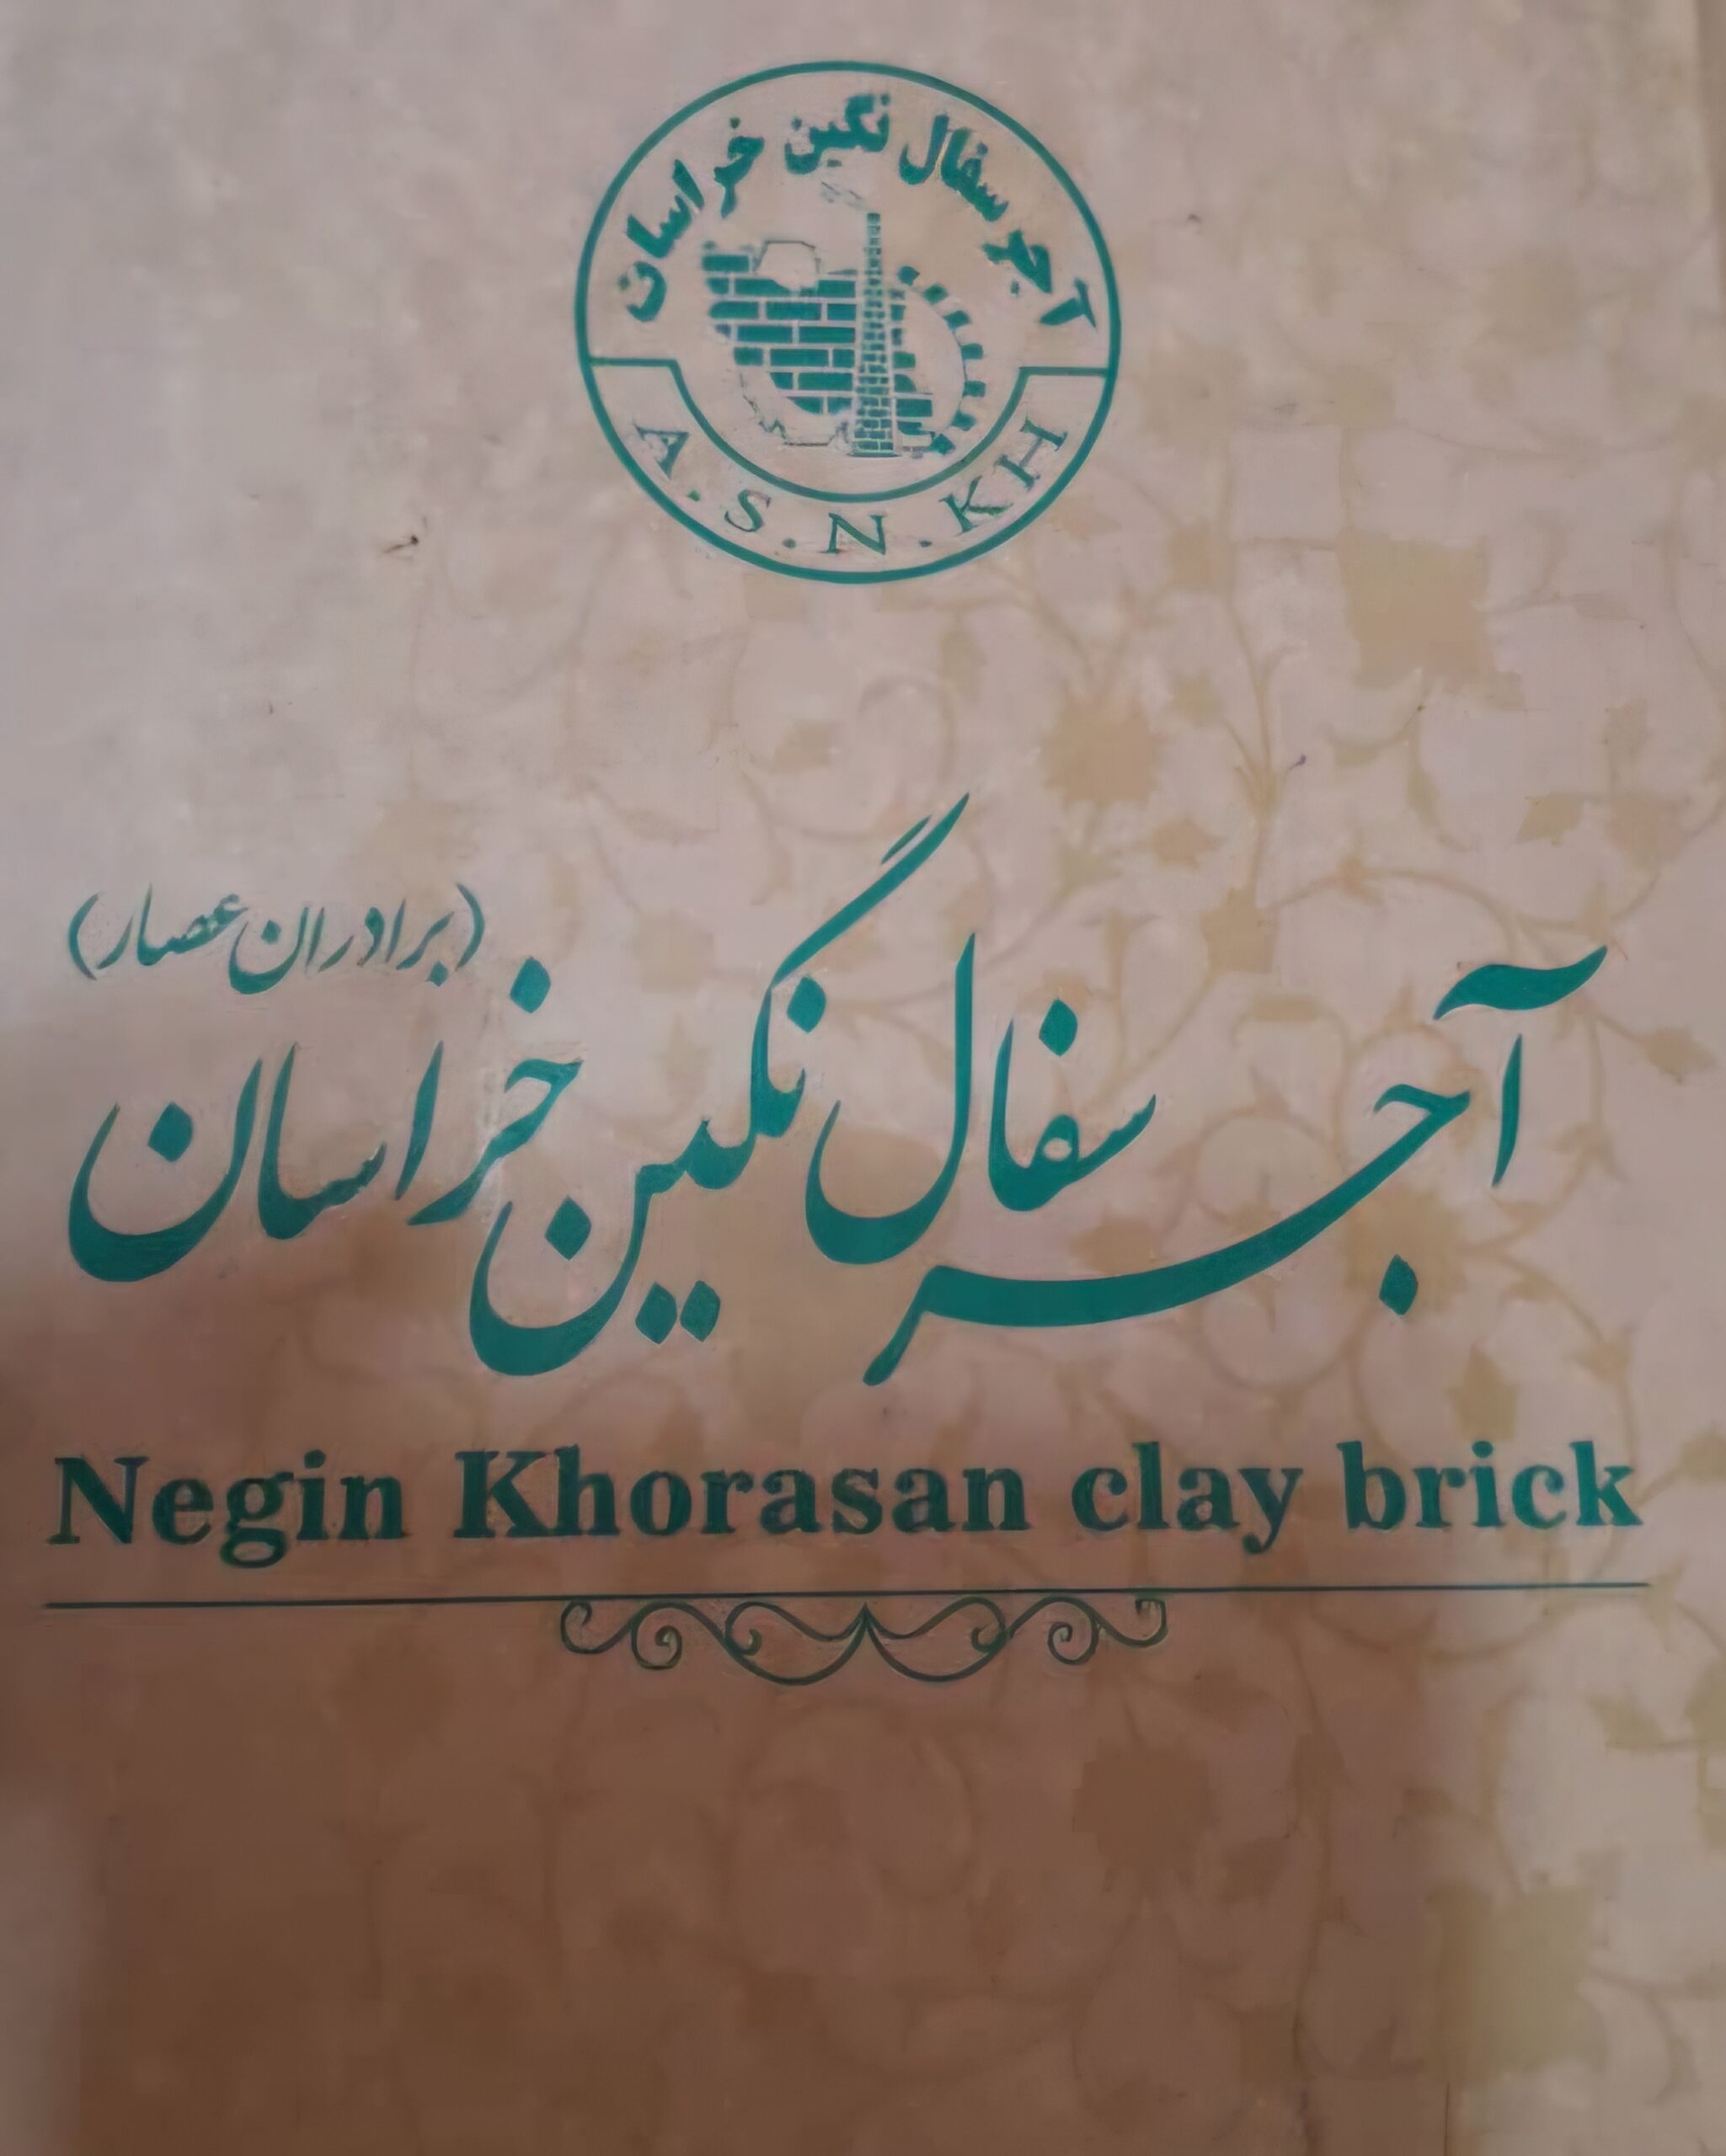 آجر سفال نگین خراسان
A.S.N.KH
(برادران عصار)
آجر سفال نگین خراسان
Negin Khorasan clay brick